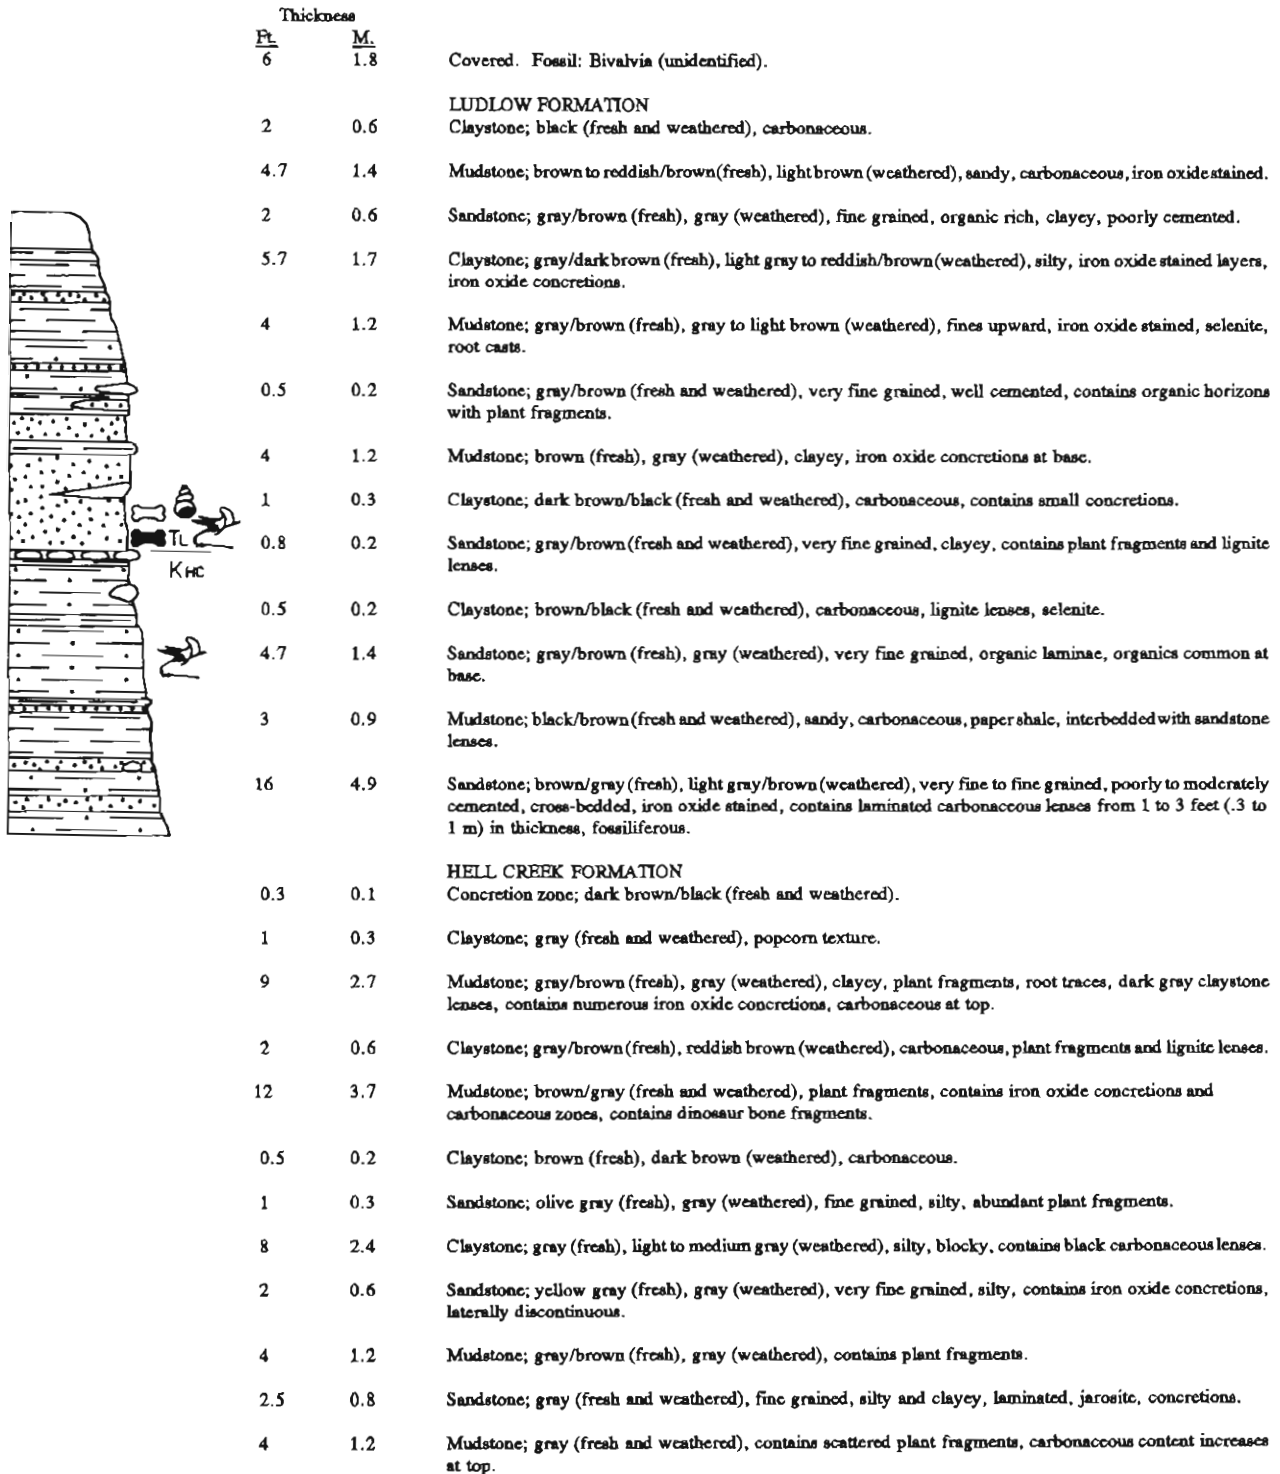 Thickness
Ft. M.
6 1.8 Covered. Fossil: Bivalvia (unidentified).
LUDLOW FORMATION
2 0.6 Claystone; black (fresh and weathered), carbonaceous.
4.7 1.4 Mudstone; brown to reddish/brown (fresh), light brown (weathered), sandy, carbonaceous, iron oxide stained.
2 0.6 Sandstone; gray/brown (fresh), gray (weathered), fine grained, organic rich, clayey, poorly cemented.
5.7 1.7 Claystone; gray/dark brown (fresh), light gray to reddish/brown (weathered), silty, iron oxide stained layers,
iron oxide concretions.
4 1.2 Mudstone; gray/brown (fresh), gray to light brown (weathered), fines upward, iron oxide stained, selenite,
root casts.
0.5 0.2 Sandstone; gray/brown (fresh and weathered), very fine grained, well cemented, contains organic horizons
with plant fragments.
4 1.2 Mudstone; brown (fresh), gray (weathered), clayey, iron oxide concretions at base.
1 0.3 Claystone; dark brown/black (fresh and weathered), carbonaceous, contains small concretions.
TL
0.8 0.2 Sandstone; gray/brown (fresh and weathered), very fine grained, clayey, contains plant fragments and lignite
lenses.
KHC
0.5 0.2 Claystone; brown/black (fresh and weathered), carbonaceous, lignite lenses, selenite.
4.7 1.4 Sandstone; gray/brown (fresh), gray (weathered), very fine grained, organic laminae, organics common at
base.
3 0.9 Mudstone; black/brown (fresh and weathered), sandy, carbonaceous, paper shale, interbedded with sandstone
lenses.
16 4.9 Sandstone; brown/gray (fresh), light gray/brown (weathered), very fine to fine grained, poorly to moderately
cemented, cross-bedded, iron oxide stained, contains laminated carbonaceous lenses from 1 to 3 feet (.3 to
1 m) in thickness, fossiliferous.
HELL CREEK FORMATION
0.3 0.1 Concretion zone; dark brown/black (fresh and weathered).
1 0.3 Claystone; gray (fresh and weathered), popcorn texture.
9 2.7 Mudstone; gray/brown (fresh), gray (weathered), clayey, plant fragments, root traces, dark gray claystone
lenses, contains numerous iron oxide concretions, carbonaceous at top.
2 0.6 Claystone; gray/brown (fresh), reddish brown (weathered), carbonaceous, plant fragments and lignite lenses.
12 3.7 Mudstone; brown/gray (fresh and weathered), plant fragments, contains iron oxide concretions and
carbonaceous zones, contains dinosaur bone fragments.
0.5 0.2 Claystone; brown (fresh), dark brown (weathered), carbonaceous.
1 0.3 Sandstone; olive gray (fresh), gray (weathered), fine grained, silty, abundant plant fragments.
8 2.4 Claystone; gray (fresh), light to medium gray (weathered), silty, blocky, contains black carbonaceous lenses.
2 0.6 Sandstone; yellow gray (fresh), gray (weathered), very fine grained, silty, contains iron oxide concretions,
laterally discontinuous.
4 1.2 Mudstone; gray/brown (fresh), gray (weathered), contains plant fragments.
2.5 0.8 Sandstone; gray (fresh and weathered), fine grained, silty and clayey, laminated, jarosite, concretions.
4 1.2 Mudstone; gray (fresh and weathered), contains scattered plant fragments, carbonaceous content increases
at top.